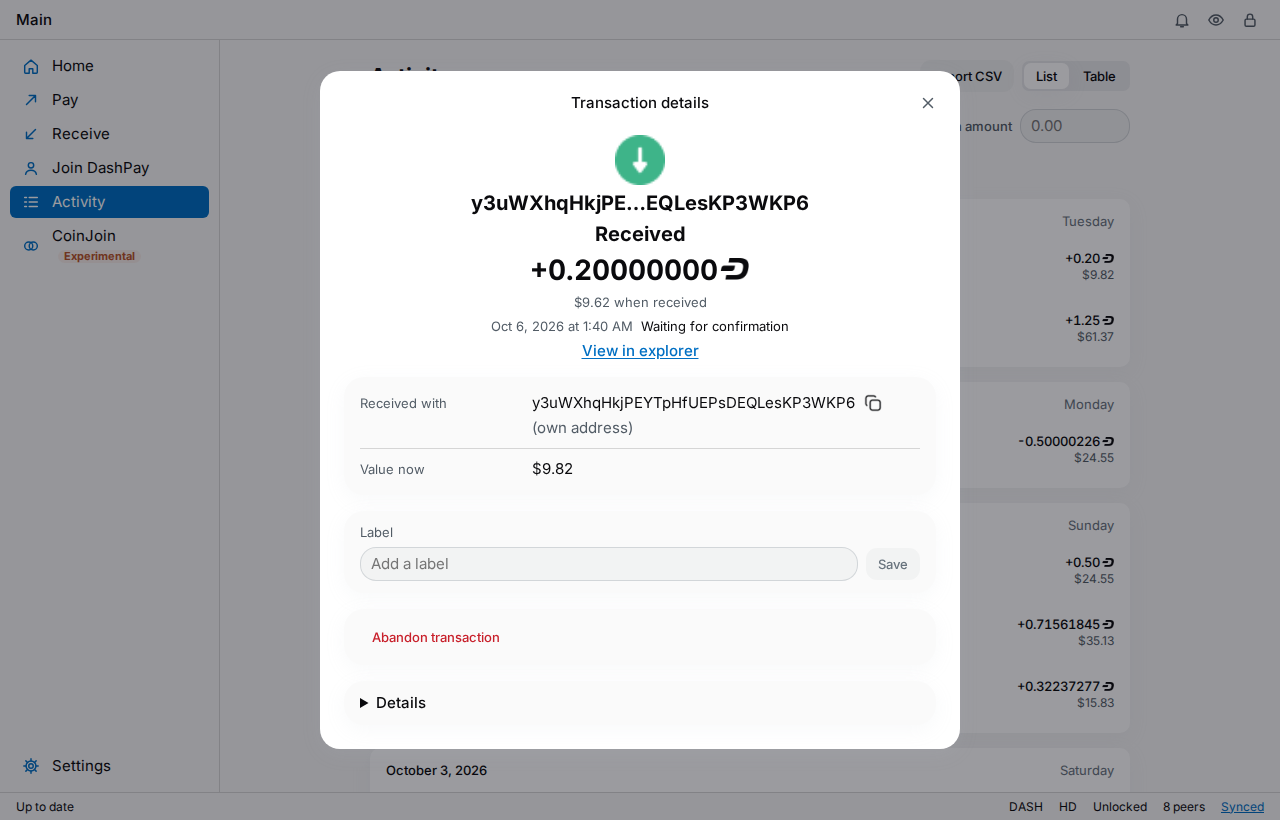 Main
Home
Pay
Receive
Join DashPay
Activity
CoinJoin
Experimental
Settings
List
Table
CSV
amount
0.00
Transaction details
y3uWXhqHkjPE...EQLesKP3WKP6
Received
+0.20000000
$9.62 when received
Oct 6, 2026 at 1:40 AM Waiting for confirmation
View in explorer
Received with
y3uWXhqHkjPEYTpHfUEPsDEQLesKP3WKP6
(own address)
Value now
$9.82
Label
Add a label
Save
Abandon transaction
Details
Tuesday
+0.20
$9.82
+1.25
$61.37
Monday
-0.50000226
$24.55
Sunday
+0.50
$24.55
+0.71561845
$35.13
+0.32237277
$15.83
October 3, 2026
Saturday
Up to date
DASH
HD
Unlocked
8 peers
Synced